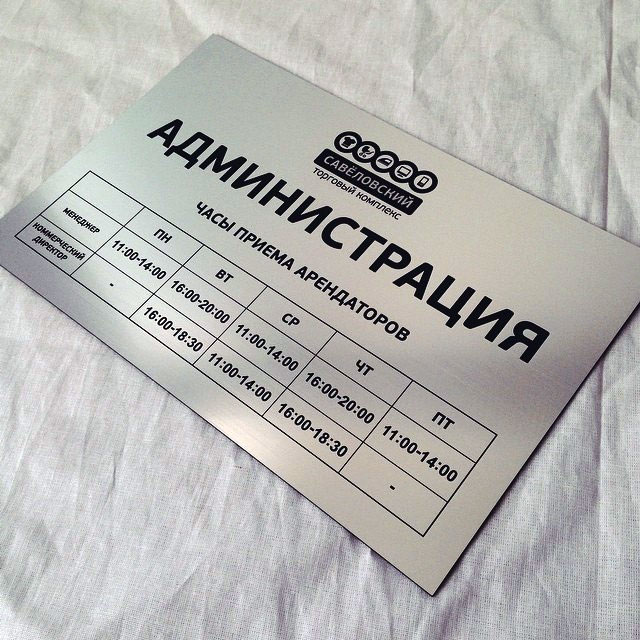 САВЁЛОВСКИЙ
торговый комплекс
АДМИНИСТРАЦИЯ
ЧАСЫ ПРИЕМА АРЕНДАТОРОВ
ПН ВТ СР ЧТ ПТ
МЕНЕДЖЕР 11:00-14:00 16:00-20:00 11:00-14:00 16:00-20:00 11:00-14:00
КОММЕРЧЕСКИЙ
ДИРЕКТОР - 16:00-18:30 11:00-14:00 16:00-18:30 -